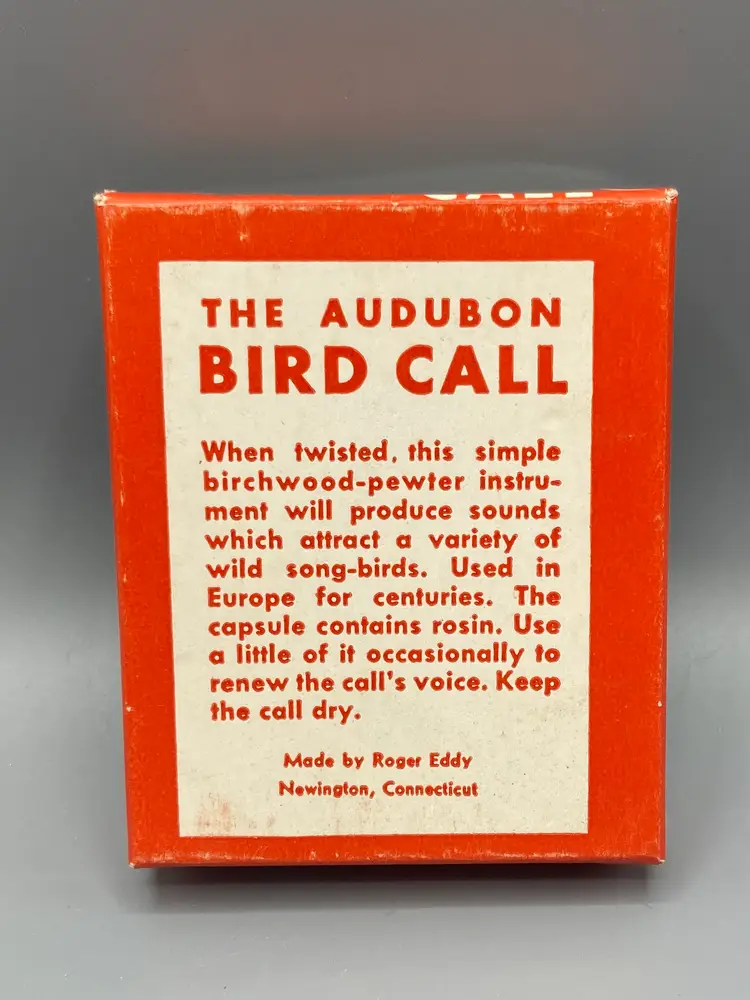 THE AUDUBON
BIRD CALL
When twisted, this simple
birchwood-pewter instru-
ment will produce sounds
which attract a variety of
wild song-birds. Used in
Europe for centuries. The
capsule contains rosin. Use
a little of it occasionally to
renew the call's voice. Keep
the call dry.
Made by Roger Eddy
Newington, Connecticut